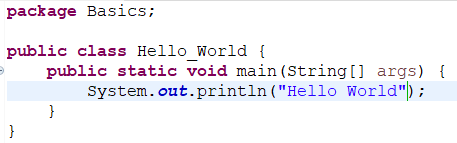 package Basics;
public class Hello_World {
public static void main(String[] args) {
System.out.println("Hello World");
}
}